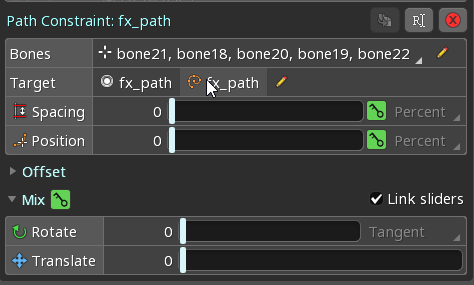 Path Constraint: fx_path
Bones bone21, bone18, bone20, bone19, bone22
Target fx_path fx_path
Spacing 0 Percent
Position 0 Percent
Offset
Mix Link sliders
Rotate 0 Tangent
Translate 0